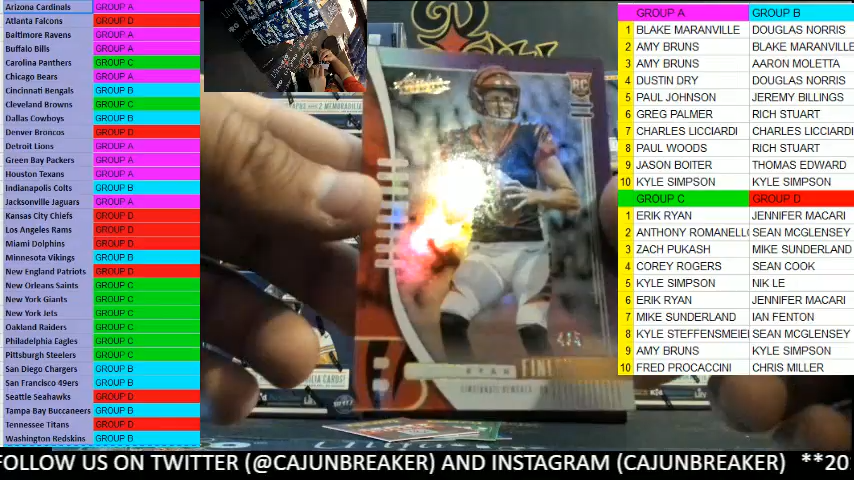 Arizona Cardinals GROUP A
Atlanta Falcons GROUP D
Baltimore Ravens GROUP A
Buffalo Bills GROUP A
Carolina Panthers GROUP C
Chicago Bears GROUP A
Cincinnati Bengals GROUP B
Cleveland Browns GROUP C
Dallas Cowboys GROUP B
Denver Broncos GROUP D
Detroit Lions GROUP A
Green Bay Packers GROUP A
Houston Texans GROUP A
Indianapolis Colts GROUP B
Jacksonville Jaguars GROUP A
Kansas City Chiefs GROUP D
Los Angeles Rams GROUP D
Miami Dolphins GROUP D
Minnesota Vikings GROUP B
New England Patriots GROUP D
New Orleans Saints GROUP C
New York Giants GROUP C
New York Jets GROUP C
Oakland Raiders GROUP C
Philadelphia Eagles GROUP C
Pittsburgh Steelers GROUP C
San Diego Chargers GROUP B
San Francisco 49ers GROUP B
Seattle Seahawks GROUP D
Tampa Bay Buccaneers GROUP B
Tennessee Titans GROUP D
Washington Redskins GROUP B
Absolute
RC
RYAN FINL
CINCINNATI BENGALS
GROUP A GROUP B
1 BLAKE MARANVILLE DOUGLAS NORRIS
2 AMY BRUNS BLAKE MARANVILLE
3 AMY BRUNS AARON MOLETTA
4 DUSTIN DRY DOUGLAS NORRIS
5 PAUL JOHNSON JEREMY BILLINGS
6 GREG PALMER RICH STUART
7 CHARLES LICCIARDI CHARLES LICCIARDI
8 PAUL WOODS RICH STUART
9 JASON BOITER THOMAS EDWARD
10 KYLE SIMPSON KYLE SIMPSON
GROUP C GROUP D
1 ERIK RYAN JENNIFER MACARI
2 ANTHONY ROMANELL SEAN MCGLENSEY
3 ZACH PUKASH MIKE SUNDERLAND
4 COREY ROGERS SEAN COOK
5 KYLE SIMPSON NIK LE
6 ERIK RYAN JENNIFER MACARI
7 MIKE SUNDERLAND IAN FENTON
8 KYLE STEFFENSMEIE SEAN MCGLENSEY
9 AMY BRUNS KYLE SIMPSON
10 FRED PROCACCINI CHRIS MILLER
FOLLOW US ON TWITTER (@CAJUNBREAKER) AND INSTAGRAM (CAJUNBREAKER) **20